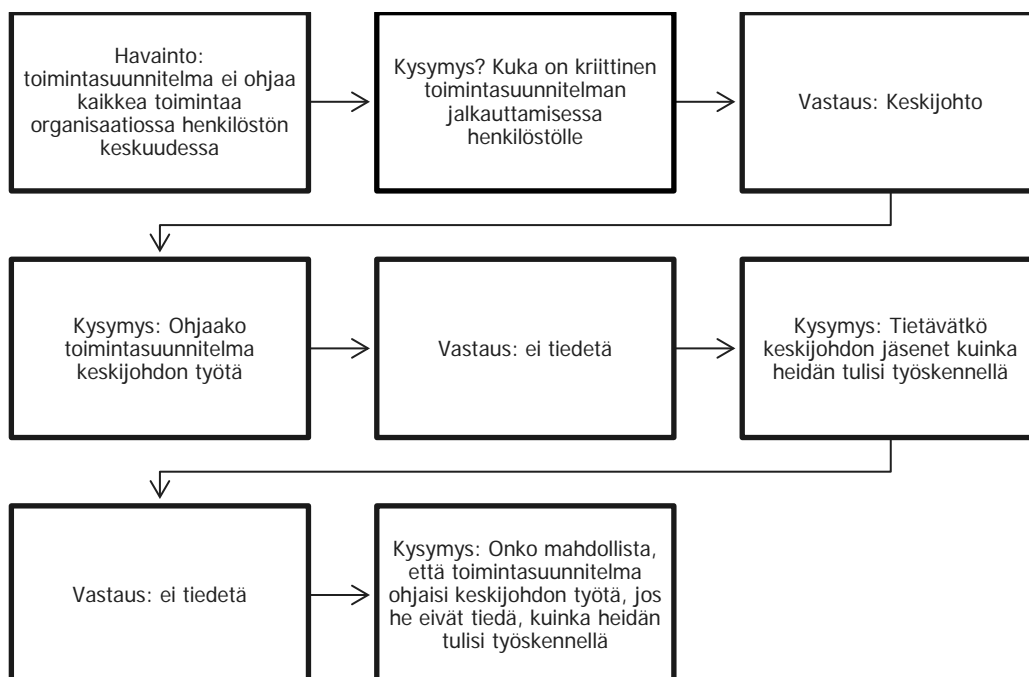 Havainto:
toimintasuunnitelma ei ohjaa
kaikkea toimintaa
organisaatiossa henkilöstön
keskuudessa
Kysymys? Kuka on kriittinen
toimintasuunnitelman
jalkauttamisessa
henkilöstölle
Vastaus: Keskijohto
Kysymys: Ohjaako
toimintasuunnitelma
keskijohdon työtä
Vastaus: ei tiedetä
Kysymys: Tietävätkö
keskijohdon jäsenet kuinka
heidän tulisi työskennellä
Vastaus: ei tiedetä
Kysymys: Onko mahdollista,
että toimintasuunnitelma
ohjaisi keskijohdon työtä, jos
he eivät tiedä, kuinka heidän
tulisi työskennellä